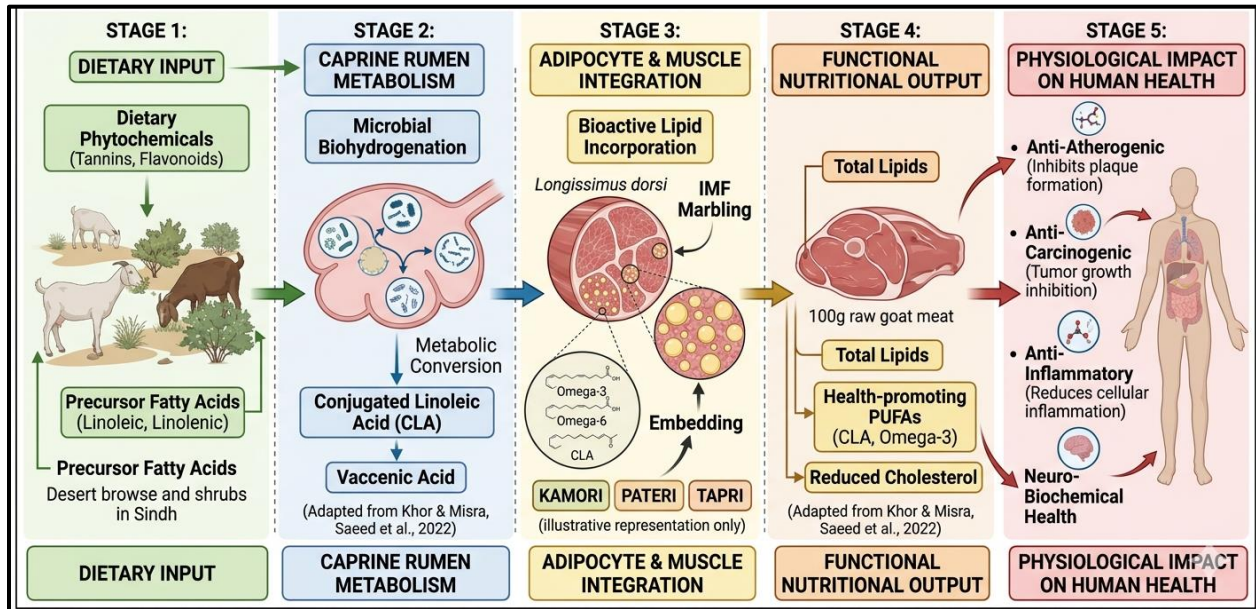 STAGE 1:
DIETARY INPUT
Dietary
Phytochemicals
(Tannins, Flavonoids)
Precursor Fatty Acids
(Linoleic, Linolenic)
Precursor Fatty Acids
Desert browse and shrubs
in Sindh
DIETARY INPUT
STAGE 2:
CAPRINE RUMEN
METABOLISM
Microbial
Biohydrogenation
Metabolic
Conversion
Conjugated Linoleic
Acid (CLA)
Vaccenic Acid
(Adapted from Khor & Misra,
Saeed et al., 2022)
CAPRINE RUMEN
METABOLISM
STAGE 3:
ADIPOCYTE & MUSCLE
INTEGRATION
Bioactive Lipid
Incorporation
Longissimus dorsi
IMF
Marbling
OH
Omega-3
OH
Omega-6
CLA
Embedding
KAMORI
PATERI
TAPRI
(illustrative representation only)
ADIPOCYTE & MUSCLE
INTEGRATION
STAGE 4:
FUNCTIONAL
NUTRITIONAL OUTPUT
Total Lipids
100g raw goat meat
Total Lipids
Health-promoting
PUFAs
(CLA, Omega-3)
Reduced Cholesterol
(Adapted from Khor & Misra,
Saeed et al., 2022)
FUNCTIONAL
NUTRITIONAL OUTPUT
STAGE 5:
PHYSIOLOGICAL IMPACT
ON HUMAN HEALTH
• Anti-Atherogenic
(Inhibits plaque
formation)
• Anti-
Carcinogenic
(Tumor growth
inhibition)
• Anti-
Inflammatory
(Reduces cellular
inflammation)
• Neuro-
Biochemical
Health
PHYSIOLOGICAL IMPACT
ON HUMAN HEALTH